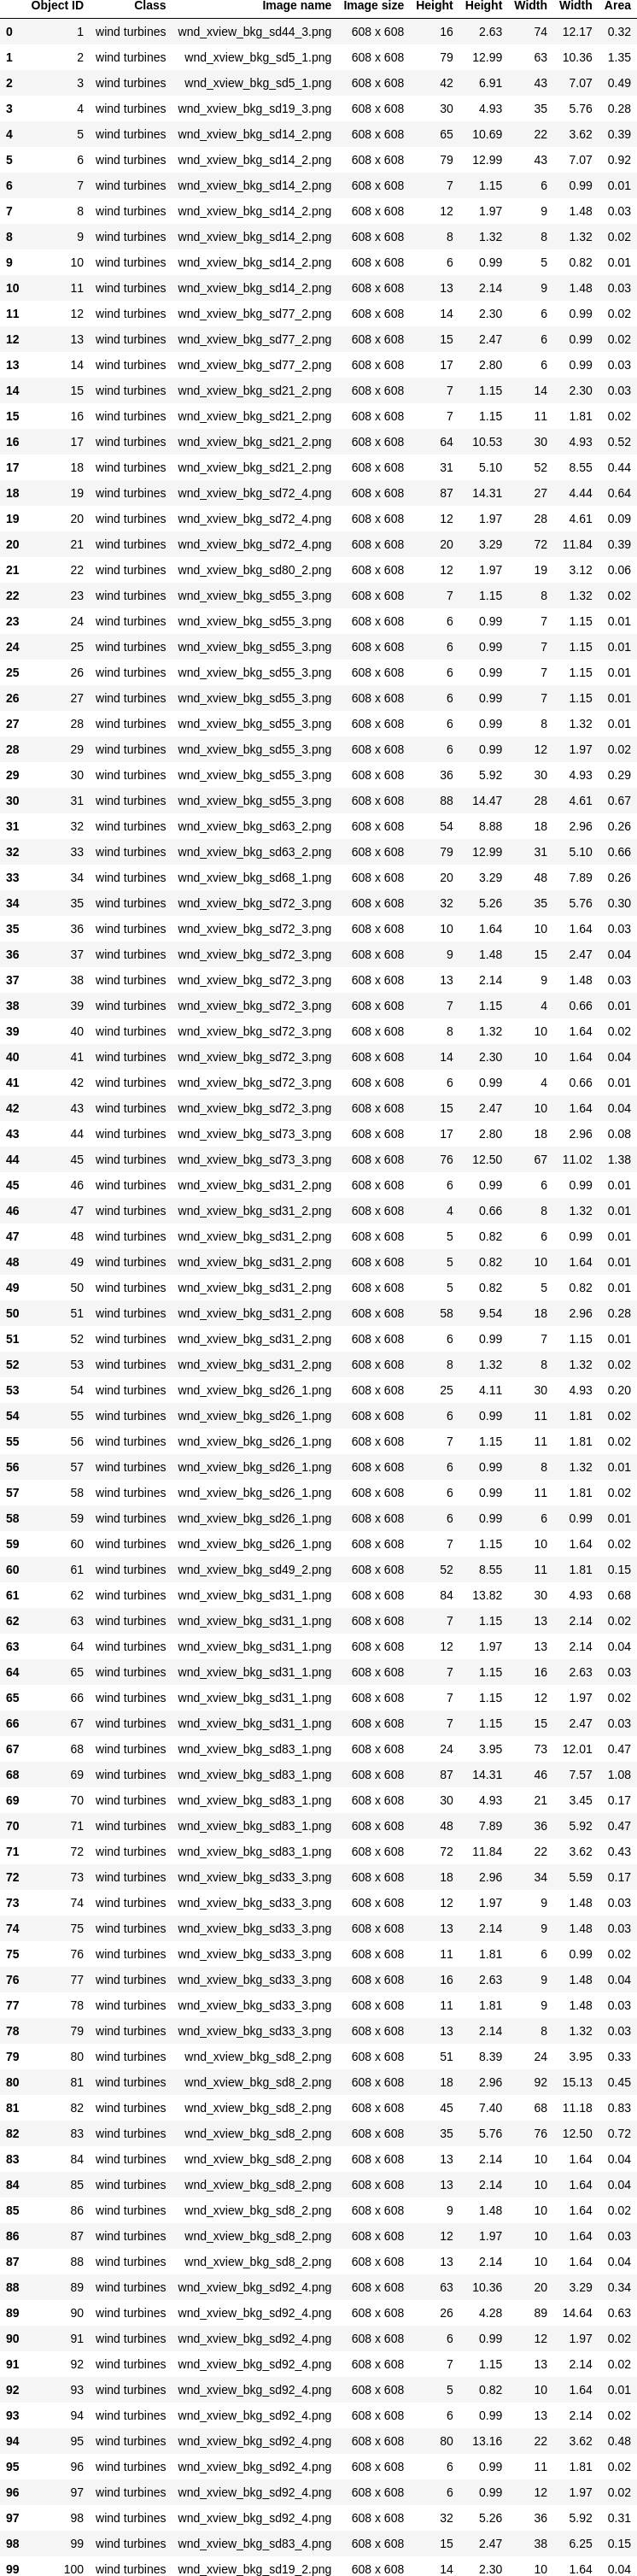 Object ID Class Image name Image size Height Height Width Width Area
0 1 wind turbines wnd_xview_bkg_sd44_3.png 608 x 608 16 2.63 74 12.17 0.32
1 2 wind turbines wnd_xview_bkg_sd5_1.png 608 x 608 79 12.99 63 10.36 1.35
2 3 wind turbines wnd_xview_bkg_sd5_1.png 608 x 608 42 6.91 43 7.07 0.49
3 4 wind turbines wnd_xview_bkg_sd19_3.png 608 x 608 30 4.93 35 5.76 0.28
4 5 wind turbines wnd_xview_bkg_sd14_2.png 608 x 608 65 10.69 22 3.62 0.39
5 6 wind turbines wnd_xview_bkg_sd14_2.png 608 x 608 79 12.99 43 7.07 0.92
6 7 wind turbines wnd_xview_bkg_sd14_2.png 608 x 608 7 1.15 6 0.99 0.01
7 8 wind turbines wnd_xview_bkg_sd14_2.png 608 x 608 12 1.97 9 1.48 0.03
8 9 wind turbines wnd_xview_bkg_sd14_2.png 608 x 608 8 1.32 8 1.32 0.02
9 10 wind turbines wnd_xview_bkg_sd14_2.png 608 x 608 6 0.99 5 0.82 0.01
10 11 wind turbines wnd_xview_bkg_sd14_2.png 608 x 608 13 2.14 9 1.48 0.03
11 12 wind turbines wnd_xview_bkg_sd77_2.png 608 x 608 14 2.30 6 0.99 0.02
12 13 wind turbines wnd_xview_bkg_sd77_2.png 608 x 608 15 2.47 6 0.99 0.02
13 14 wind turbines wnd_xview_bkg_sd77_2.png 608 x 608 17 2.80 6 0.99 0.03
14 15 wind turbines wnd_xview_bkg_sd21_2.png 608 x 608 7 1.15 14 2.30 0.03
15 16 wind turbines wnd_xview_bkg_sd21_2.png 608 x 608 7 1.15 11 1.81 0.02
16 17 wind turbines wnd_xview_bkg_sd21_2.png 608 x 608 64 10.53 30 4.93 0.52
17 18 wind turbines wnd_xview_bkg_sd21_2.png 608 x 608 31 5.10 52 8.55 0.44
18 19 wind turbines wnd_xview_bkg_sd72_4.png 608 x 608 87 14.31 27 4.44 0.64
19 20 wind turbines wnd_xview_bkg_sd72_4.png 608 x 608 12 1.97 28 4.61 0.09
20 21 wind turbines wnd_xview_bkg_sd72_4.png 608 x 608 20 3.29 72 11.84 0.39
21 22 wind turbines wnd_xview_bkg_sd80_2.png 608 x 608 12 1.97 19 3.12 0.06
22 23 wind turbines wnd_xview_bkg_sd55_3.png 608 x 608 7 1.15 8 1.32 0.02
23 24 wind turbines wnd_xview_bkg_sd55_3.png 608 x 608 6 0.99 7 1.15 0.01
24 25 wind turbines wnd_xview_bkg_sd55_3.png 608 x 608 6 0.99 7 1.15 0.01
25 26 wind turbines wnd_xview_bkg_sd55_3.png 608 x 608 6 0.99 7 1.15 0.01
26 27 wind turbines wnd_xview_bkg_sd55_3.png 608 x 608 6 0.99 7 1.15 0.01
27 28 wind turbines wnd_xview_bkg_sd55_3.png 608 x 608 6 0.99 8 1.32 0.01
28 29 wind turbines wnd_xview_bkg_sd55_3.png 608 x 608 6 0.99 12 1.97 0.02
29 30 wind turbines wnd_xview_bkg_sd55_3.png 608 x 608 36 5.92 30 4.93 0.29
30 31 wind turbines wnd_xview_bkg_sd55_3.png 608 x 608 88 14.47 28 4.61 0.67
31 32 wind turbines wnd_xview_bkg_sd63_2.png 608 x 608 54 8.88 18 2.96 0.26
32 33 wind turbines wnd_xview_bkg_sd63_2.png 608 x 608 79 12.99 31 5.10 0.66
33 34 wind turbines wnd_xview_bkg_sd68_1.png 608 x 608 20 3.29 48 7.89 0.26
34 35 wind turbines wnd_xview_bkg_sd72_3.png 608 x 608 32 5.26 35 5.76 0.30
35 36 wind turbines wnd_xview_bkg_sd72_3.png 608 x 608 10 1.64 10 1.64 0.03
36 37 wind turbines wnd_xview_bkg_sd72_3.png 608 x 608 9 1.48 15 2.47 0.04
37 38 wind turbines wnd_xview_bkg_sd72_3.png 608 x 608 13 2.14 9 1.48 0.03
38 39 wind turbines wnd_xview_bkg_sd72_3.png 608 x 608 7 1.15 4 0.66 0.01
39 40 wind turbines wnd_xview_bkg_sd72_3.png 608 x 608 8 1.32 10 1.64 0.02
40 41 wind turbines wnd_xview_bkg_sd72_3.png 608 x 608 14 2.30 10 1.64 0.04
41 42 wind turbines wnd_xview_bkg_sd72_3.png 608 x 608 6 0.99 4 0.66 0.01
42 43 wind turbines wnd_xview_bkg_sd72_3.png 608 x 608 15 2.47 10 1.64 0.04
43 44 wind turbines wnd_xview_bkg_sd73_3.png 608 x 608 17 2.80 18 2.96 0.08
44 45 wind turbines wnd_xview_bkg_sd73_3.png 608 x 608 76 12.50 67 11.02 1.38
45 46 wind turbines wnd_xview_bkg_sd31_2.png 608 x 608 6 0.99 6 0.99 0.01
46 47 wind turbines wnd_xview_bkg_sd31_2.png 608 x 608 4 0.66 8 1.32 0.01
47 48 wind turbines wnd_xview_bkg_sd31_2.png 608 x 608 5 0.82 6 0.99 0.01
48 49 wind turbines wnd_xview_bkg_sd31_2.png 608 x 608 5 0.82 10 1.64 0.01
49 50 wind turbines wnd_xview_bkg_sd31_2.png 608 x 608 5 0.82 5 0.82 0.01
50 51 wind turbines wnd_xview_bkg_sd31_2.png 608 x 608 58 9.54 18 2.96 0.28
51 52 wind turbines wnd_xview_bkg_sd31_2.png 608 x 608 6 0.99 7 1.15 0.01
52 53 wind turbines wnd_xview_bkg_sd31_2.png 608 x 608 8 1.32 8 1.32 0.02
53 54 wind turbines wnd_xview_bkg_sd26_1.png 608 x 608 25 4.11 30 4.93 0.20
54 55 wind turbines wnd_xview_bkg_sd26_1.png 608 x 608 6 0.99 11 1.81 0.02
55 56 wind turbines wnd_xview_bkg_sd26_1.png 608 x 608 7 1.15 11 1.81 0.02
56 57 wind turbines wnd_xview_bkg_sd26_1.png 608 x 608 6 0.99 8 1.32 0.01
57 58 wind turbines wnd_xview_bkg_sd26_1.png 608 x 608 6 0.99 11 1.81 0.02
58 59 wind turbines wnd_xview_bkg_sd26_1.png 608 x 608 6 0.99 6 0.99 0.01
59 60 wind turbines wnd_xview_bkg_sd26_1.png 608 x 608 7 1.15 10 1.64 0.02
60 61 wind turbines wnd_xview_bkg_sd49_2.png 608 x 608 52 8.55 11 1.81 0.15
61 62 wind turbines wnd_xview_bkg_sd31_1.png 608 x 608 84 13.82 30 4.93 0.68
62 63 wind turbines wnd_xview_bkg_sd31_1.png 608 x 608 7 1.15 13 2.14 0.02
63 64 wind turbines wnd_xview_bkg_sd31_1.png 608 x 608 12 1.97 13 2.14 0.04
64 65 wind turbines wnd_xview_bkg_sd31_1.png 608 x 608 7 1.15 16 2.63 0.03
65 66 wind turbines wnd_xview_bkg_sd31_1.png 608 x 608 7 1.15 12 1.97 0.02
66 67 wind turbines wnd_xview_bkg_sd31_1.png 608 x 608 7 1.15 15 2.47 0.03
67 68 wind turbines wnd_xview_bkg_sd83_1.png 608 x 608 24 3.95 73 12.01 0.47
68 69 wind turbines wnd_xview_bkg_sd83_1.png 608 x 608 87 14.31 46 7.57 1.08
69 70 wind turbines wnd_xview_bkg_sd83_1.png 608 x 608 30 4.93 21 3.45 0.17
70 71 wind turbines wnd_xview_bkg_sd83_1.png 608 x 608 48 7.89 36 5.92 0.47
71 72 wind turbines wnd_xview_bkg_sd83_1.png 608 x 608 72 11.84 22 3.62 0.43
72 73 wind turbines wnd_xview_bkg_sd33_3.png 608 x 608 18 2.96 34 5.59 0.17
73 74 wind turbines wnd_xview_bkg_sd33_3.png 608 x 608 12 1.97 9 1.48 0.03
74 75 wind turbines wnd_xview_bkg_sd33_3.png 608 x 608 13 2.14 9 1.48 0.03
75 76 wind turbines wnd_xview_bkg_sd33_3.png 608 x 608 11 1.81 6 0.99 0.02
76 77 wind turbines wnd_xview_bkg_sd33_3.png 608 x 608 16 2.63 9 1.48 0.04
77 78 wind turbines wnd_xview_bkg_sd33_3.png 608 x 608 11 1.81 9 1.48 0.03
78 79 wind turbines wnd_xview_bkg_sd33_3.png 608 x 608 13 2.14 8 1.32 0.03
79 80 wind turbines wnd_xview_bkg_sd8_2.png 608 x 608 51 8.39 24 3.95 0.33
80 81 wind turbines wnd_xview_bkg_sd8_2.png 608 x 608 18 2.96 92 15.13 0.45
81 82 wind turbines wnd_xview_bkg_sd8_2.png 608 x 608 45 7.40 68 11.18 0.83
82 83 wind turbines wnd_xview_bkg_sd8_2.png 608 x 608 35 5.76 76 12.50 0.72
83 84 wind turbines wnd_xview_bkg_sd8_2.png 608 x 608 13 2.14 10 1.64 0.04
84 85 wind turbines wnd_xview_bkg_sd8_2.png 608 x 608 13 2.14 10 1.64 0.04
85 86 wind turbines wnd_xview_bkg_sd8_2.png 608 x 608 9 1.48 10 1.64 0.02
86 87 wind turbines wnd_xview_bkg_sd8_2.png 608 x 608 12 1.97 10 1.64 0.03
87 88 wind turbines wnd_xview_bkg_sd8_2.png 608 x 608 13 2.14 10 1.64 0.04
88 89 wind turbines wnd_xview_bkg_sd92_4.png 608 x 608 63 10.36 20 3.29 0.34
89 90 wind turbines wnd_xview_bkg_sd92_4.png 608 x 608 26 4.28 89 14.64 0.63
90 91 wind turbines wnd_xview_bkg_sd92_4.png 608 x 608 6 0.99 12 1.97 0.02
91 92 wind turbines wnd_xview_bkg_sd92_4.png 608 x 608 7 1.15 13 2.14 0.02
92 93 wind turbines wnd_xview_bkg_sd92_4.png 608 x 608 5 0.82 10 1.64 0.01
93 94 wind turbines wnd_xview_bkg_sd92_4.png 608 x 608 6 0.99 13 2.14 0.02
94 95 wind turbines wnd_xview_bkg_sd92_4.png 608 x 608 80 13.16 22 3.62 0.48
95 96 wind turbines wnd_xview_bkg_sd92_4.png 608 x 608 6 0.99 11 1.81 0.02
96 97 wind turbines wnd_xview_bkg_sd92_4.png 608 x 608 6 0.99 12 1.97 0.02
97 98 wind turbines wnd_xview_bkg_sd92_4.png 608 x 608 32 5.26 36 5.92 0.31
98 99 wind turbines wnd_xview_bkg_sd83_4.png 608 x 608 15 2.47 38 6.25 0.15
99 100 wind turbines wnd_xview_bkg_sd19_2.png 608 x 608 14 2.30 10 1.64 0.04